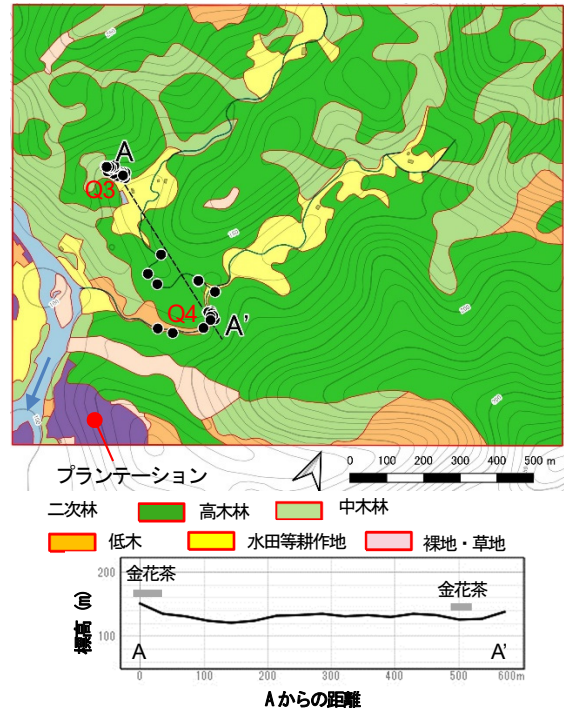 A
Q3
Q4
A'
プランテーション
0 100 200 300 400 500 m
二次林 高木林 中木林
低木 水田等耕作地 裸地・草地
200
金花茶 金花茶
標高 (m)
100
A A'
0 100 200 300 400 500 600m
Aからの距離